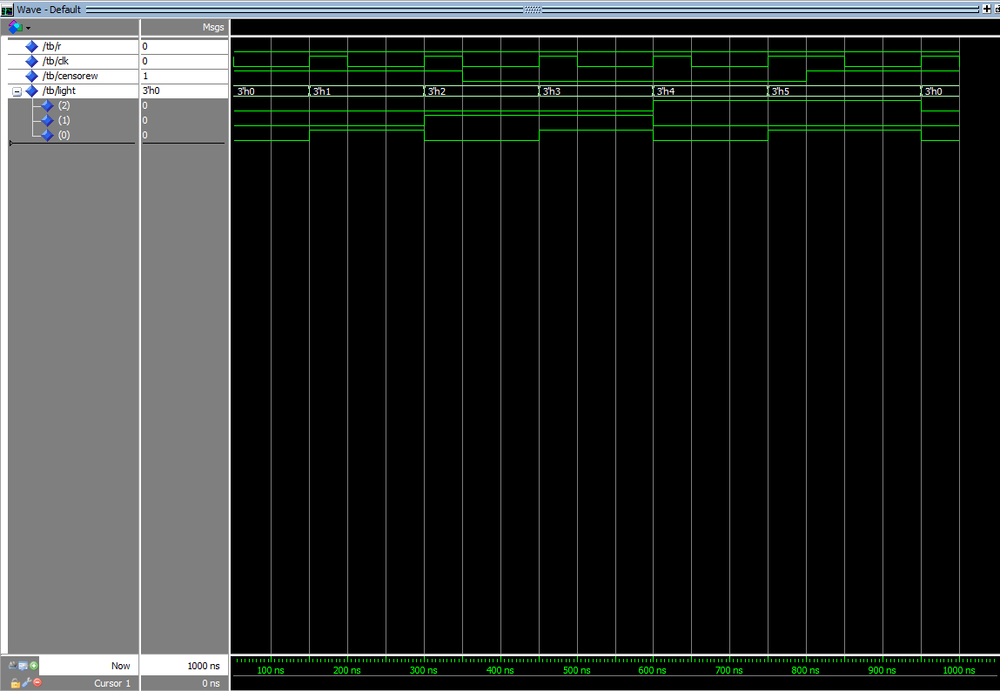 Wave - Default
Msgs
/tb/r 0
/tb/clk 0
/tb/censorew 1
/tb/light 3'h0 3'h0 3'h1 3'h2 3'h3 3'h4 3'h5 3'h0
(2) 0
(1) 0
(0) 0
Now 1000 ns 100 ns 200 ns 300 ns 400 ns 500 ns 600 ns 700 ns 800 ns 900 ns 1000 ns
Cursor 1 0 ns